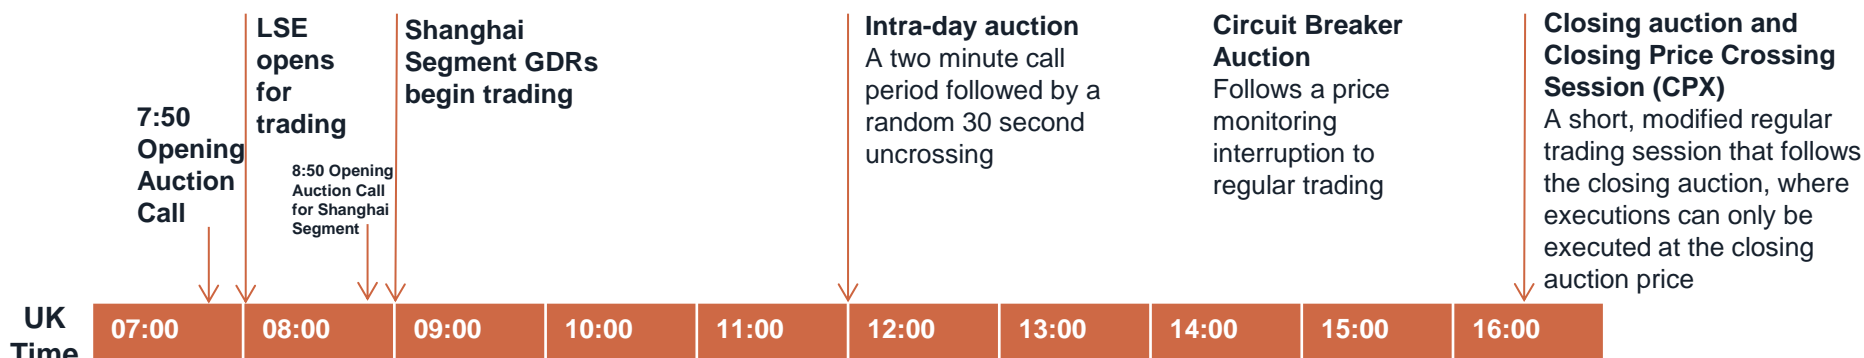 7:50
Opening
Auction
Call
LSE
opens
for
trading
8:50 Opening
Auction Call
for Shanghai
Segment
Shanghai
Segment GDRs
begin trading
Intra-day auction
A two minute call
period followed by a
random 30 second
uncrossing
Circuit Breaker
Auction
Follows a price
monitoring
interruption to
regular trading
Closing auction and
Closing Price Crossing
Session (CPX)
A short, modified regular
trading session that follows
the closing auction, where
executions can only be
executed at the closing
auction price
UK
Time
07:00 08:00 09:00 10:00 11:00 12:00 13:00 14:00 15:00 16:00